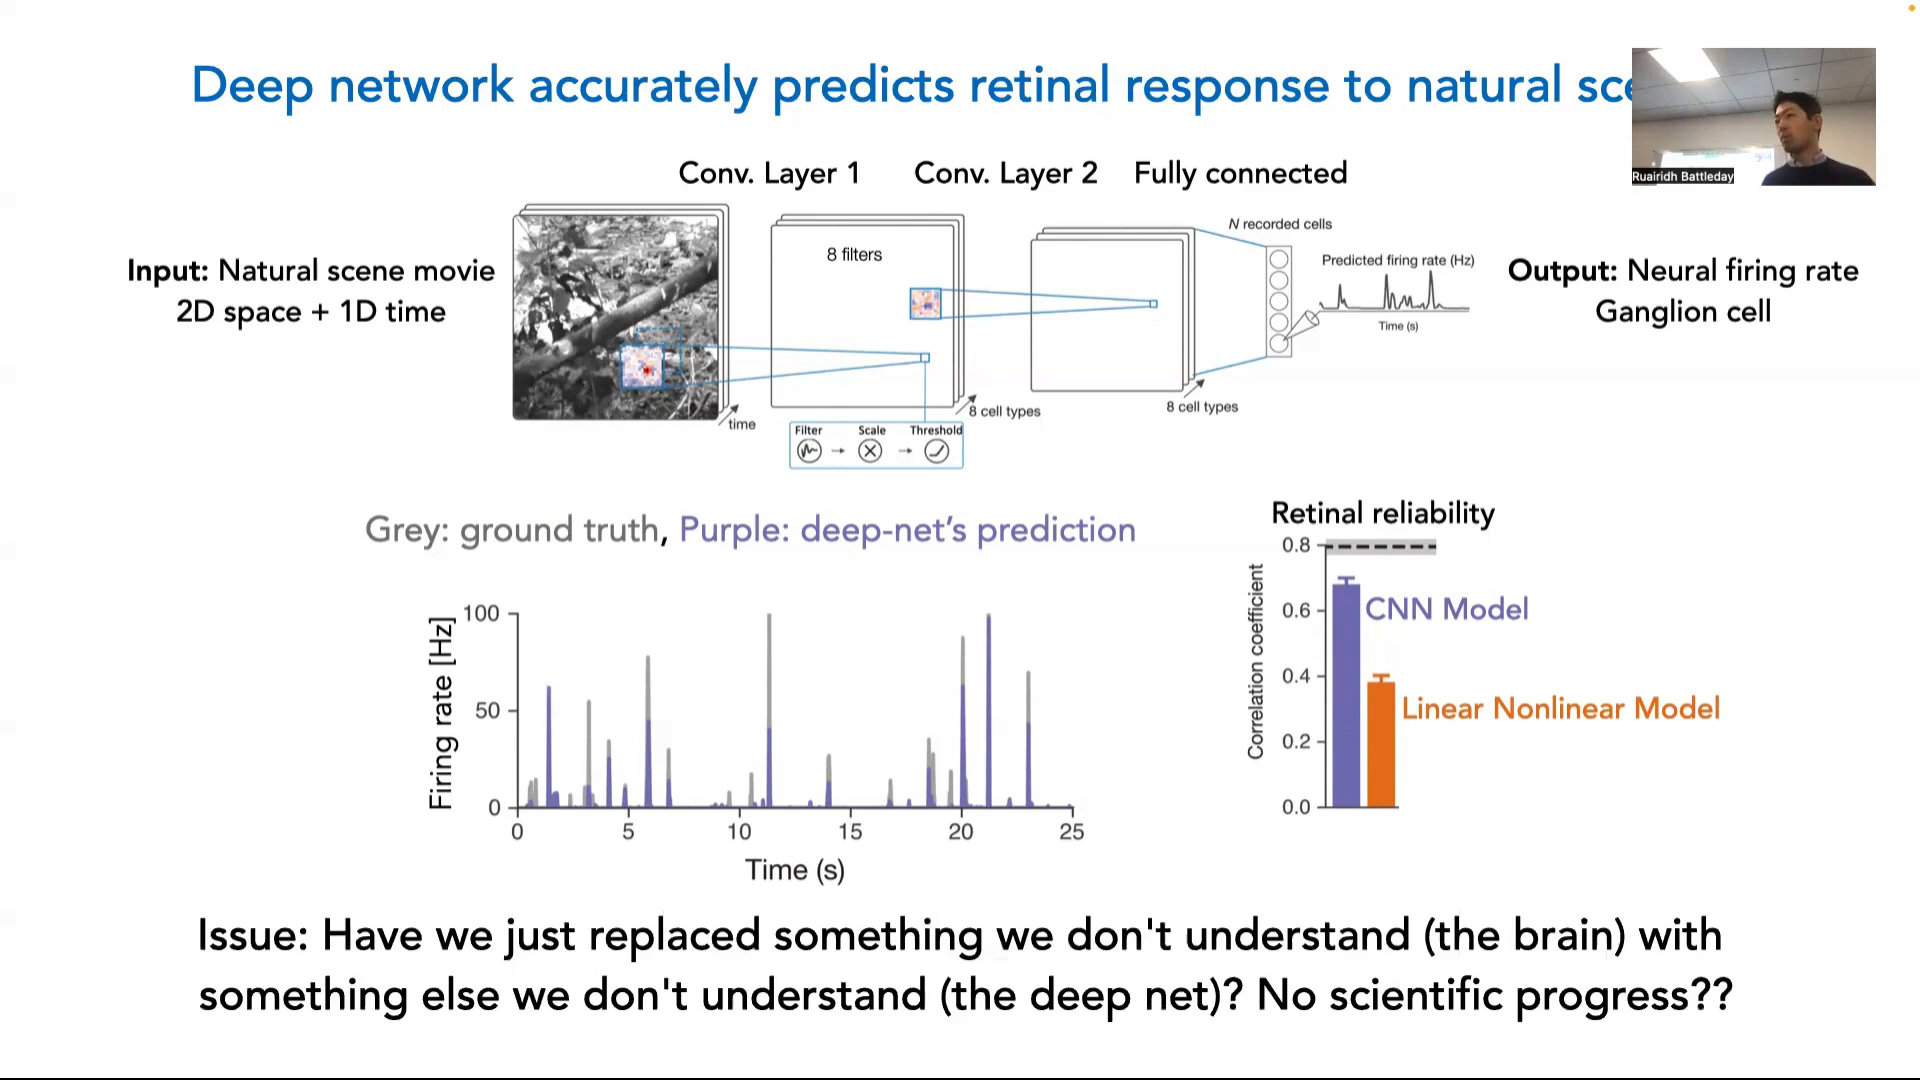 Deep network accurately predicts retinal response to natural
Ruairidh Battleday
Conv. Layer 1
Conv. Layer 2
Fully connected
Input: Natural scene movie
2D space + 1D time
8 filters
N recorded cells
Predicted firing rate (Hz)
Time (s)
Output: Neural firing rate
Ganglion cell
time
8 cell types
8 cell types
Filter
Scale
Threshold
Grey: ground truth, Purple: deep-net's prediction
Firing rate [Hz]
100
50
0
0 5 10 15 20 25
Time (s)
Retinal reliability
Correlation coefficient
0.8
0.6
0.4
0.2
0.0
CNN Model
Linear Nonlinear Model
Issue: Have we just replaced something we don't understand (the brain) with
something else we don't understand (the deep net)? No scientific progress??